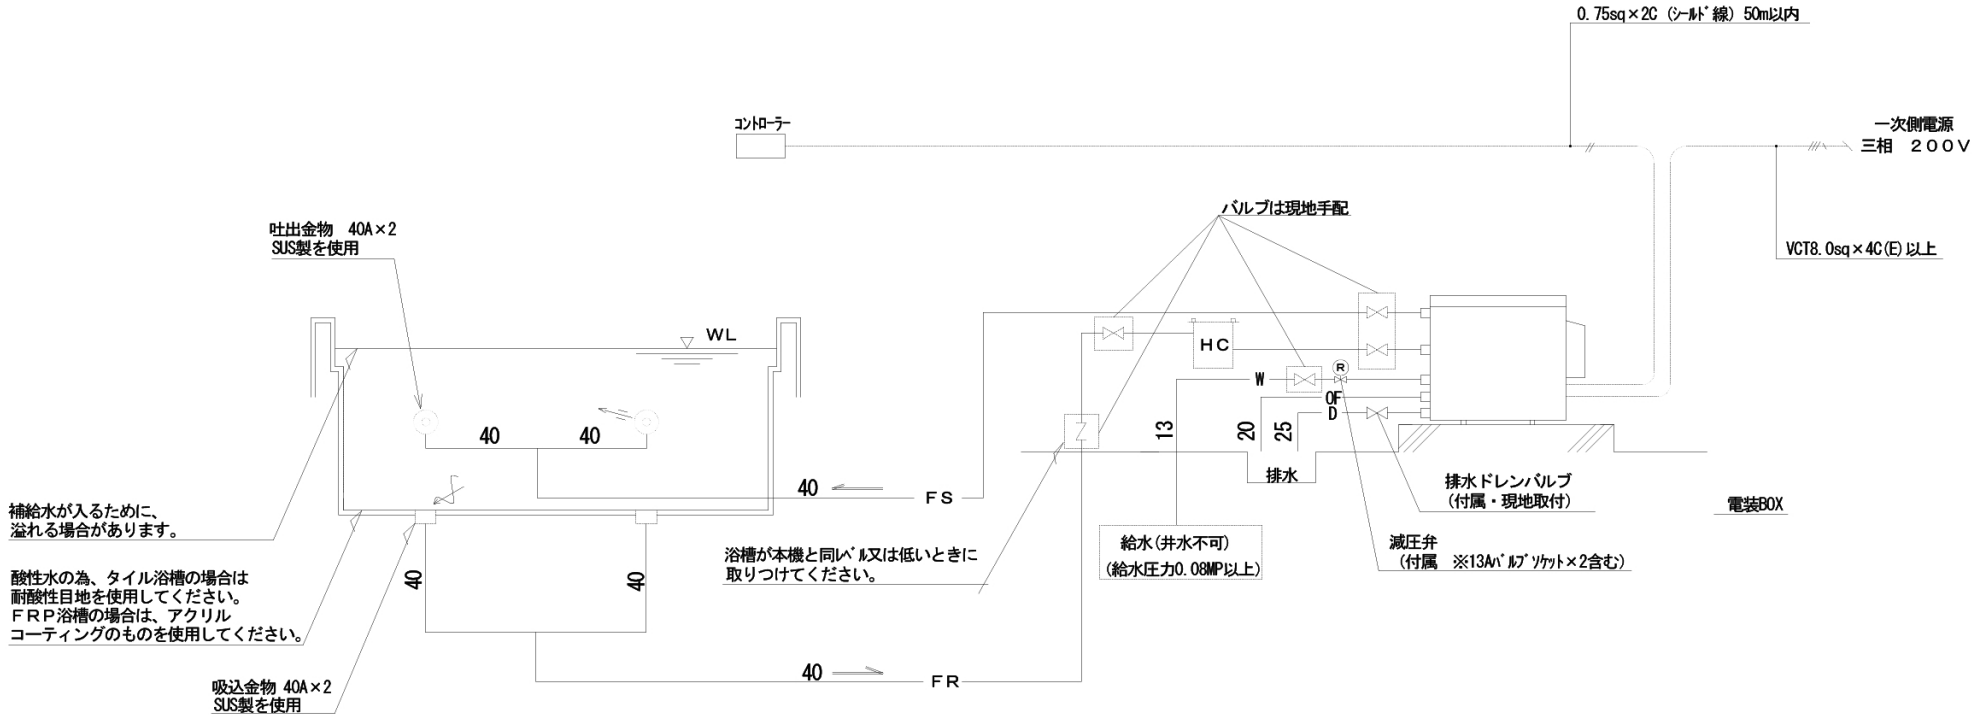 0.75sq×2C (ｼｰﾙﾄﾞ線) 50m以内
コントローラー
一次側電源
三相 ２００Ｖ
VCT8.0sq×4C(E)以上
バルブは現地手配
吐出金物 40A×2
SUS製を使用
ＷＬ
ＨＣ
R
W
OF
D
40
40
13
20
25
排水
40
ＦＳ
排水ドレンバルブ
(付属・現地取付)
電装BOX
補給水が入るために、
溢れる場合があります。
浴槽が本機と同ﾚﾍﾞﾙ又は低いときに
取りつけてください。
給水(井水不可)
(給水圧力0.08MP以上)
減圧弁
(付属 ※13Aﾊﾞﾙﾌﾞｿｹｯﾄ×2含む)
酸性水の為、タイル浴槽の場合は
耐酸性目地を使用してください。
ＦＲＰ浴槽の場合は、アクリル
コーティングのものを使用してください。
40
40
40
ＦＲ
吸込金物 40A×2
SUS製を使用